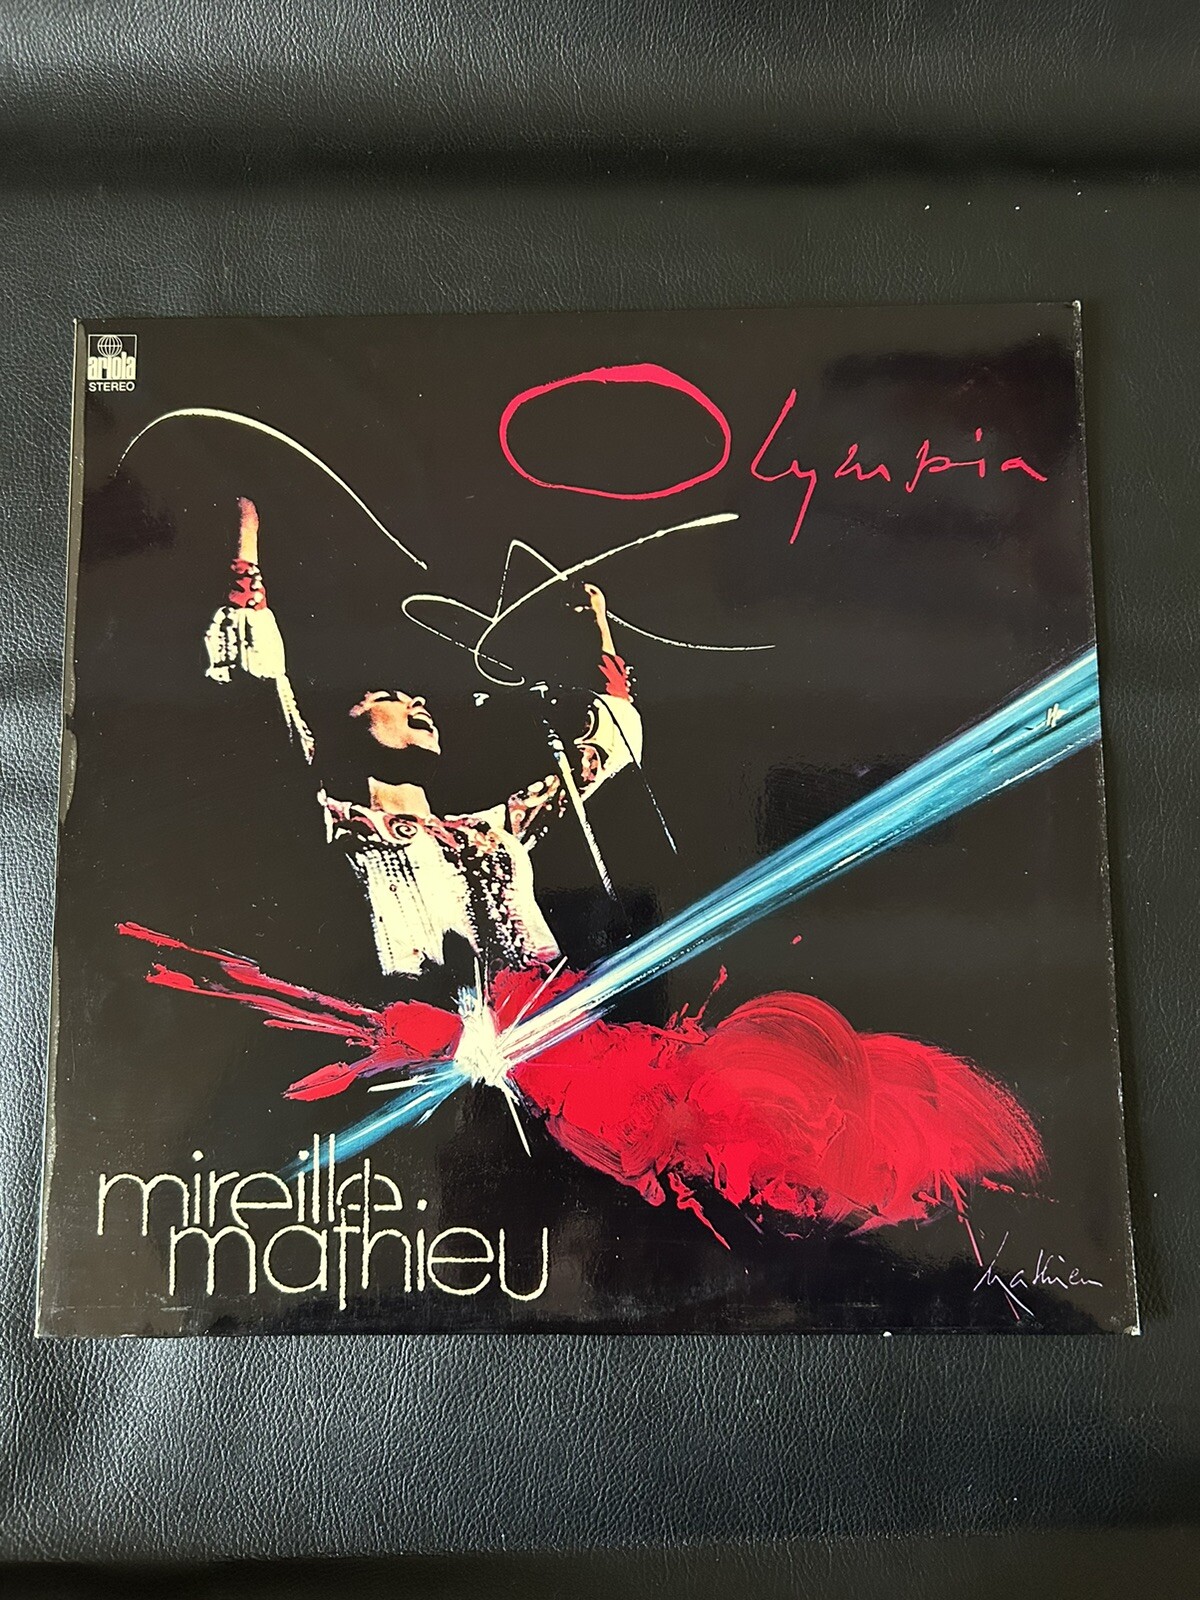 ariola
STEREO
Olympia
mireille
mathieu
Mathieu